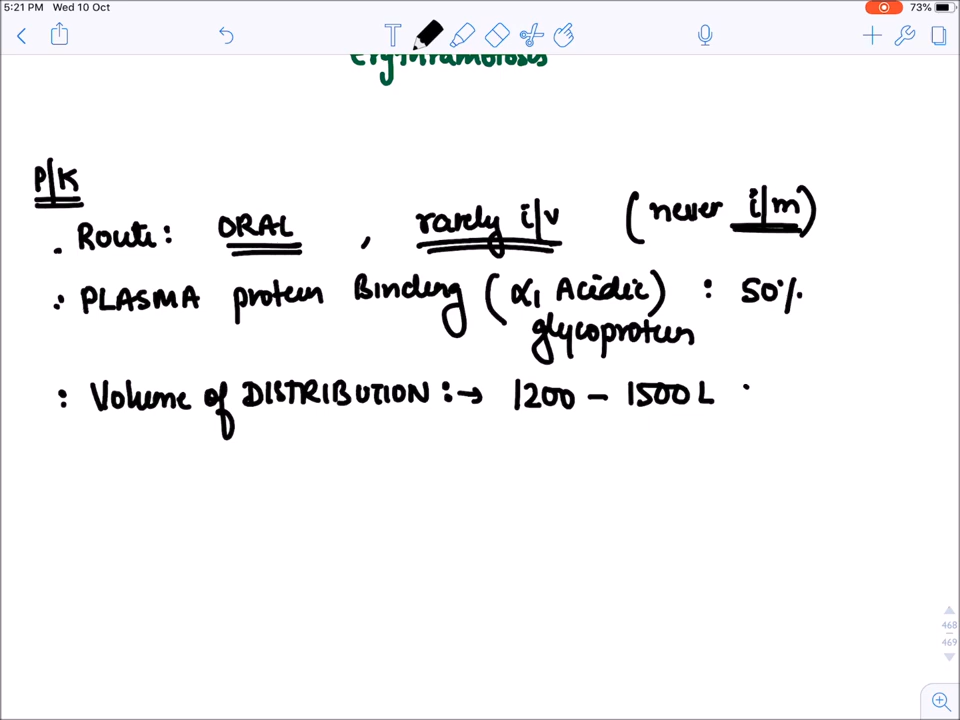 5:21 PM Wed 10 Oct
73%
T
P/K
. Route: ORAL , rarely i/v (never i/m)
: PLASMA protein Binding (α1 Acidic) : 50%
glycoprotein
: Volume of DISTRIBUTION :→ 1200 – 1500 L
468
469